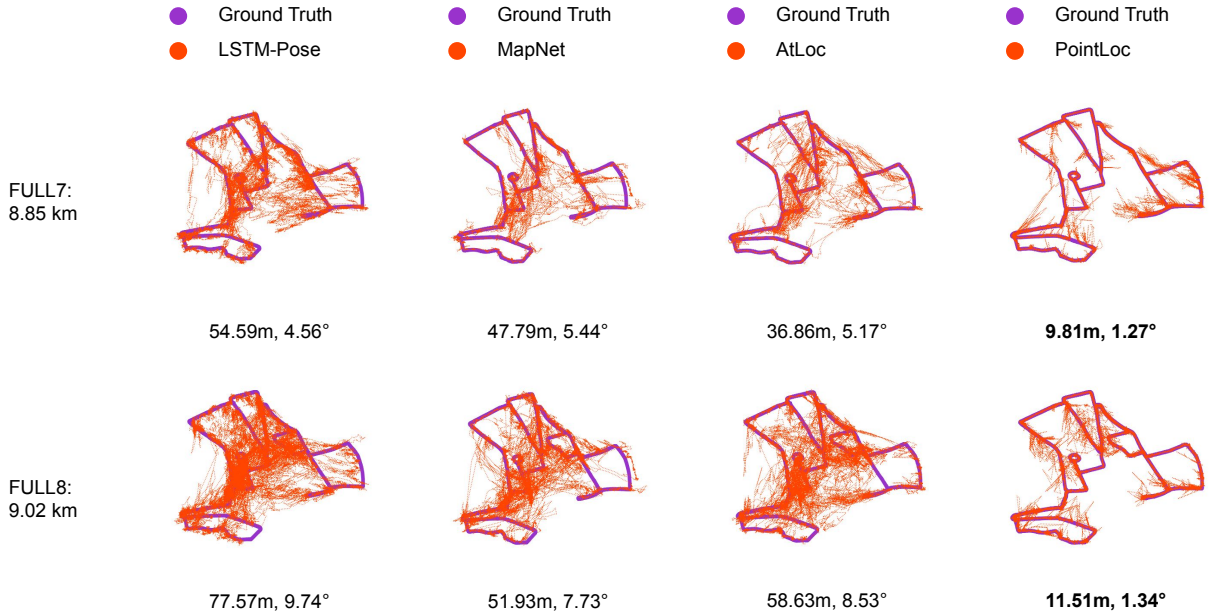 Ground Truth
LSTM-Pose
Ground Truth
MapNet
Ground Truth
AtLoc
Ground Truth
PointLoc
FULL7:
8.85 km
54.59m, 4.56°
47.79m, 5.44°
36.86m, 5.17°
9.81m, 1.27°
FULL8:
9.02 km
77.57m, 9.74°
51.93m, 7.73°
58.63m, 8.53°
11.51m, 1.34°